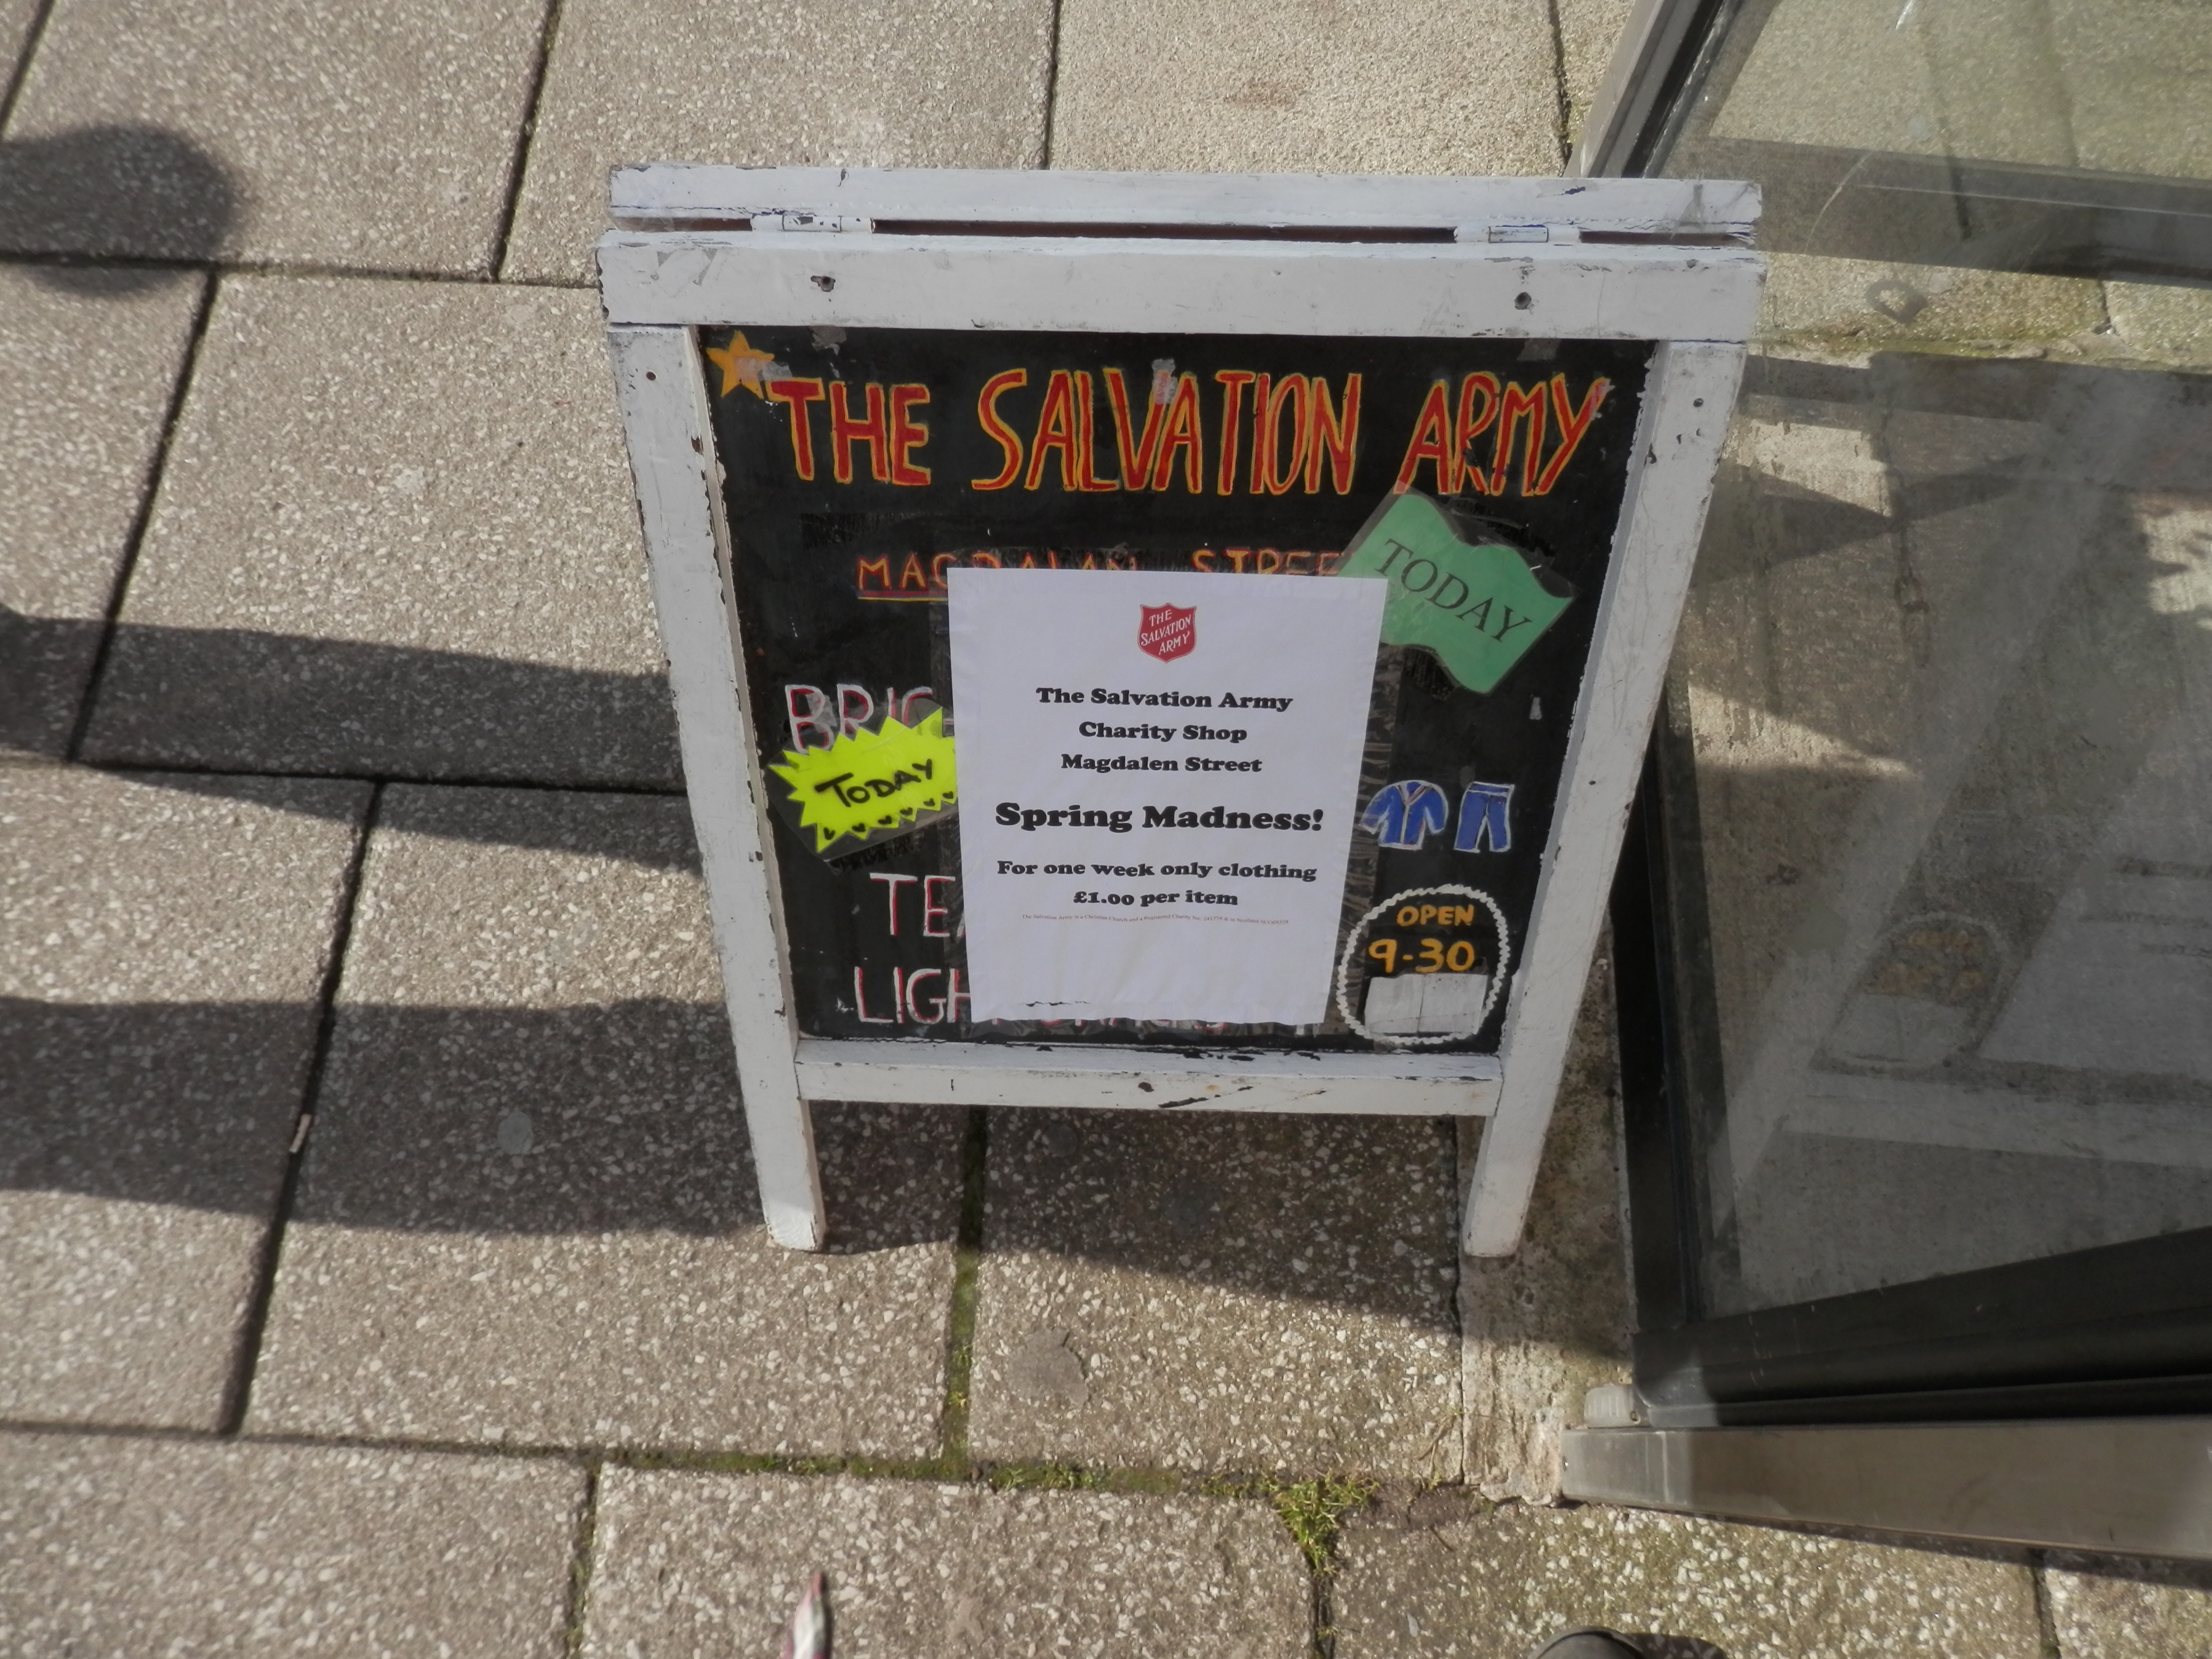 THE SALVATION ARMY
TODAY
THE
SALVATION
ARMY
The Salvation Army
Charity Shop
Magdalen Street
TODAY
Spring Madness!
For one week only clothing
£1.00 per item
OPEN
9-30